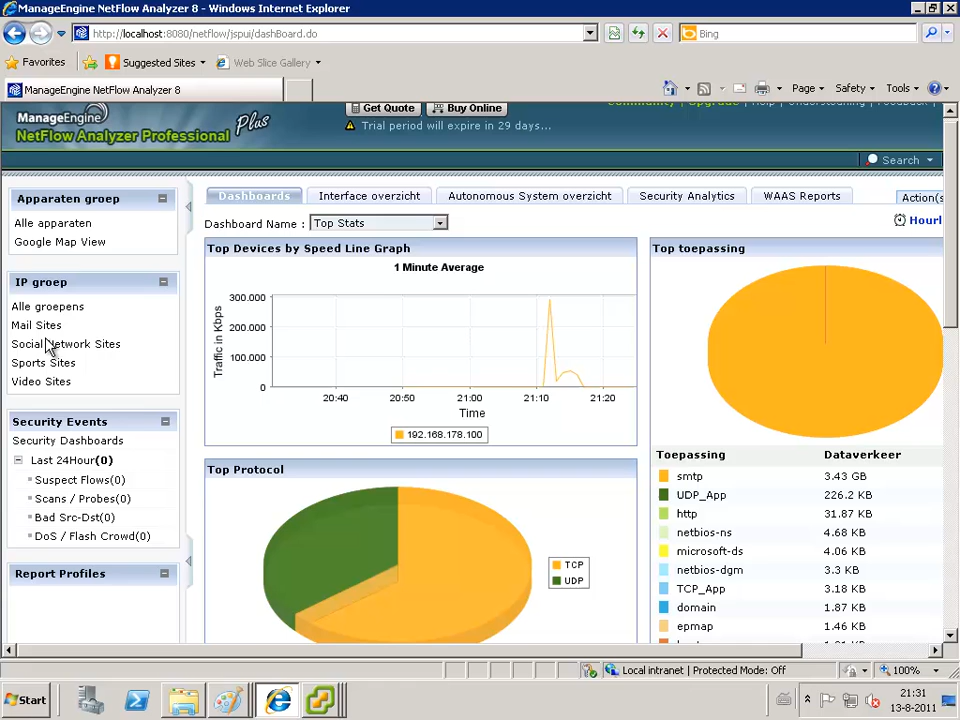 ManageEngine NetFlow Analyzer 8 - Windows Internet Explorer
http://localhost:8080/netflow/jspui/dashBoard.do
Bing
Favorites
Suggested Sites
Web Slice Gallery
ManageEngine NetFlow Analyzer 8
Page
Safety
Tools
ManageEngine
NetFlow Analyzer Professional Plus
Get Quote
Buy Online
Trial period will expire in 29 days...
Community
Upgrade
Help
Understanding
Feedback
Search
Apparaten groep
Alle apparaten
Google Map View
IP groep
Alle groepens
Mail Sites
Social Network Sites
Sports Sites
Video Sites
Security Events
Security Dashboards
Last 24Hour(0)
Suspect Flows(0)
Scans / Probes(0)
Bad Src-Dst(0)
DoS / Flash Crowd(0)
Report Profiles
Dashboards
Interface overzicht
Autonomous System overzicht
Security Analytics
WAAS Reports
Action(s
Dashboard Name :
Top Stats
Hourl
Top Devices by Speed Line Graph
1 Minute Average
Traffic in Kbps
300.000
200.000
100.000
0
20:40
20:50
21:00
21:10
21:20
Time
192.168.178.100
Top Protocol
TCP
UDP
Top toepassing
Toepassing Dataverkeer
smtp 3.43 GB
UDP_App 226.2 KB
http 31.87 KB
netbios-ns 4.68 KB
microsoft-ds 4.06 KB
netbios-dgm 3.3 KB
TCP_App 3.18 KB
domain 1.87 KB
epmap 1.46 KB
Local intranet | Protected Mode: Off
100%
Start
21:31
13-8-2011